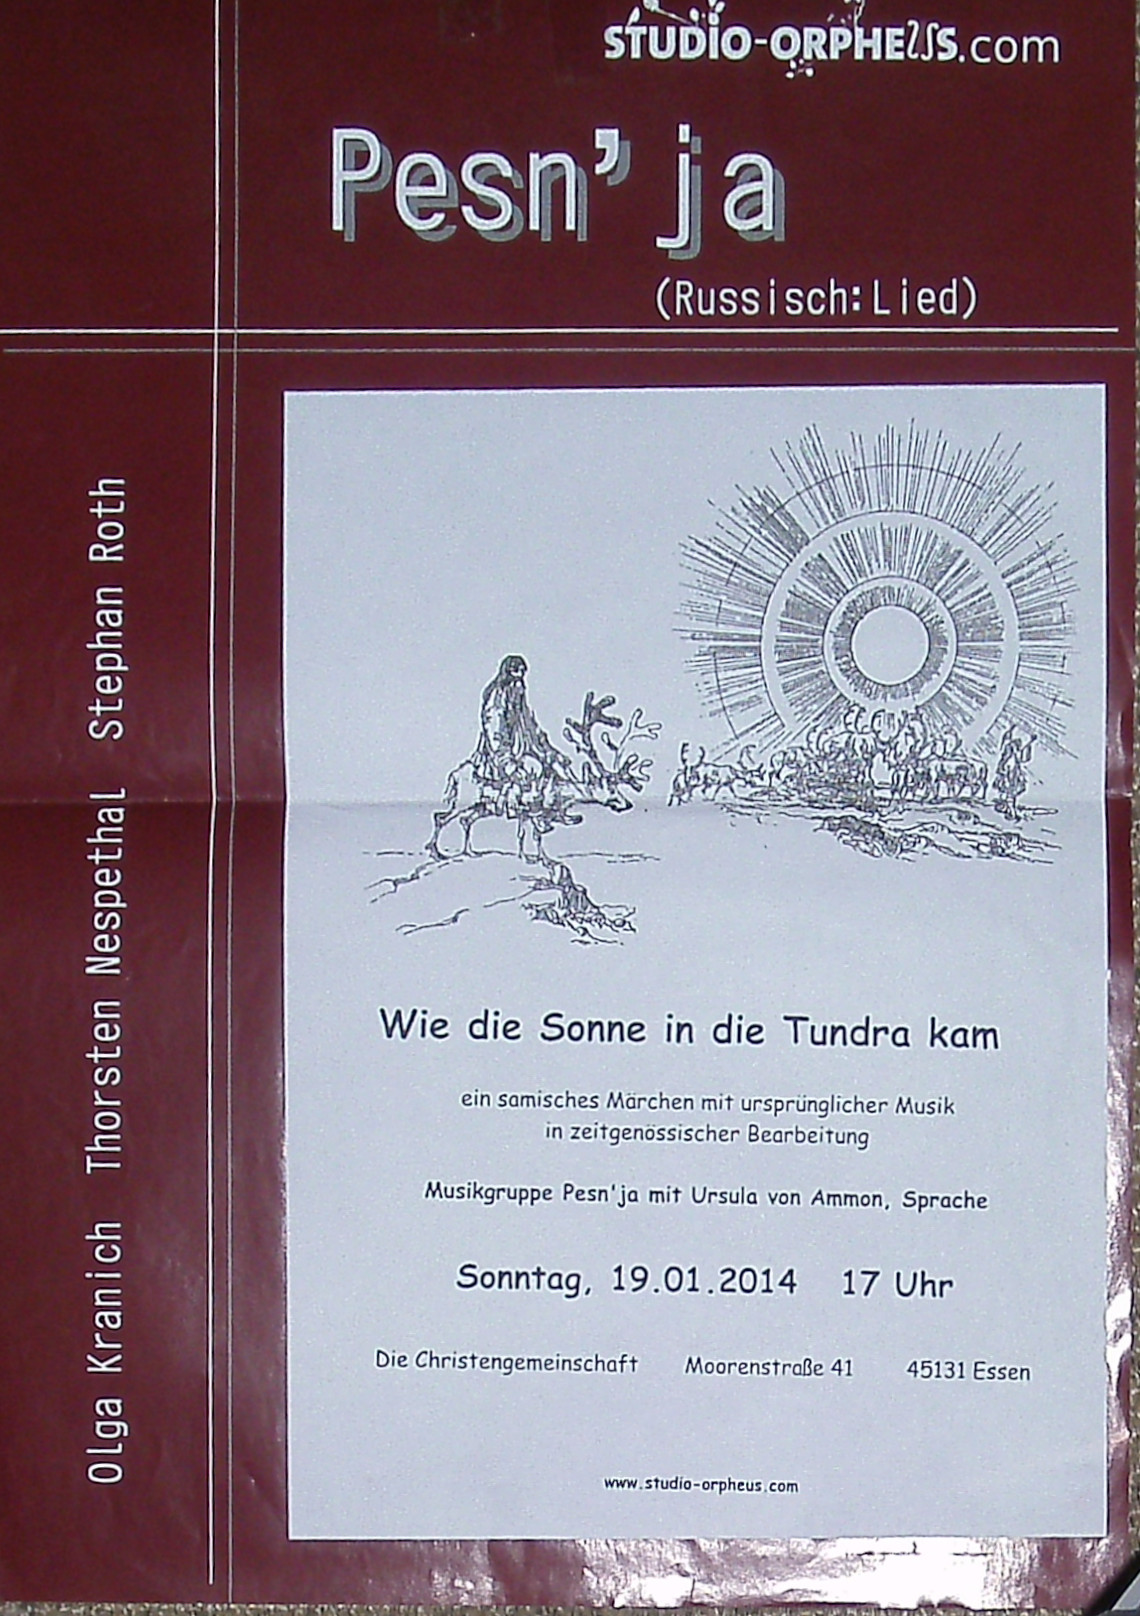 STUDIO-ORPHEUS.com
Pesn'ja
(Russisch:Lied)
Olga Kranich Thorsten Nespethal Stephan Roth
Wie die Sonne in die Tundra kam
ein samisches Märchen mit ursprünglicher Musik
in zeitgenössischer Bearbeitung
Musikgruppe Pesn'ja mit Ursula von Ammon, Sprache
Sonntag, 19.01.2014 17 Uhr
Die Christengemeinschaft Moorenstraße 41 45131 Essen
www.studio-orpheus.com